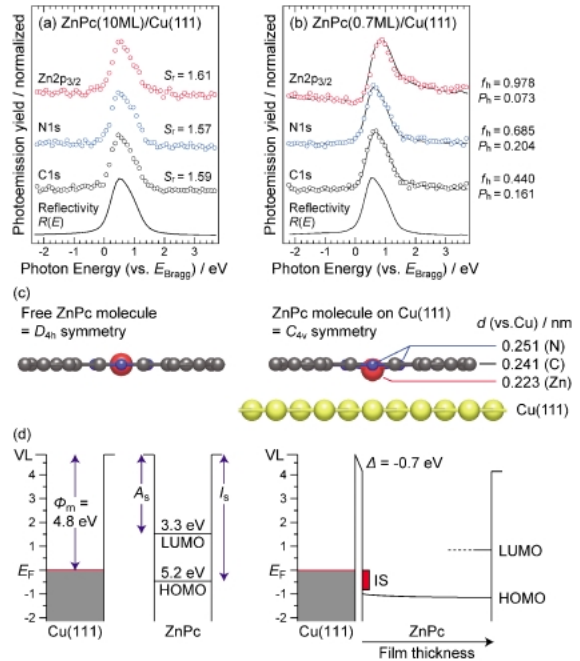 (a) ZnPc(10ML)/Cu(111)
Photoemission yield / normalized
Zn2p3/2
Sr = 1.61
N1s
Sr = 1.57
C1s
Sr = 1.59
Reflectivity
R(E)
-2 -1 0 1 2 3
Photon Energy (vs. EBragg) / eV
(b) ZnPc(0.7ML)/Cu(111)
Photoemission yield / normalized
Zn2p3/2
fh = 0.978
Ph = 0.073
N1s
fh = 0.685
Ph = 0.204
C1s
fh = 0.440
Ph = 0.161
Reflectivity
R(E)
-2 -1 0 1 2 3
Photon Energy (vs. EBragg) / eV
(c)
Free ZnPc molecule
= D4h symmetry
ZnPc molecule on Cu(111)
= C4v symmetry
d (vs.Cu) / nm
0.251 (N)
0.241 (C)
0.223 (Zn)
Cu(111)
(d)
VL
4
3
2
1
EF
-1
-2
Φm =
4.8 eV
Cu(111)
As
Is
3.3 eV
LUMO
5.2 eV
HOMO
ZnPc
VL
4
3
2
1
EF
-1
-2
Δ = -0.7 eV
IS
LUMO
HOMO
Cu(111)
ZnPc
Film thickness